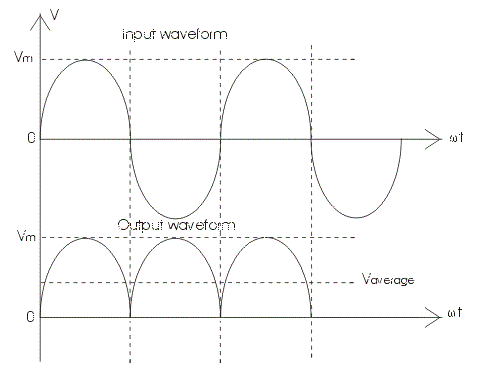 V
Input waveform
Vm
0
ωt
Output waveform
Vm
Vaverage
0
ωt